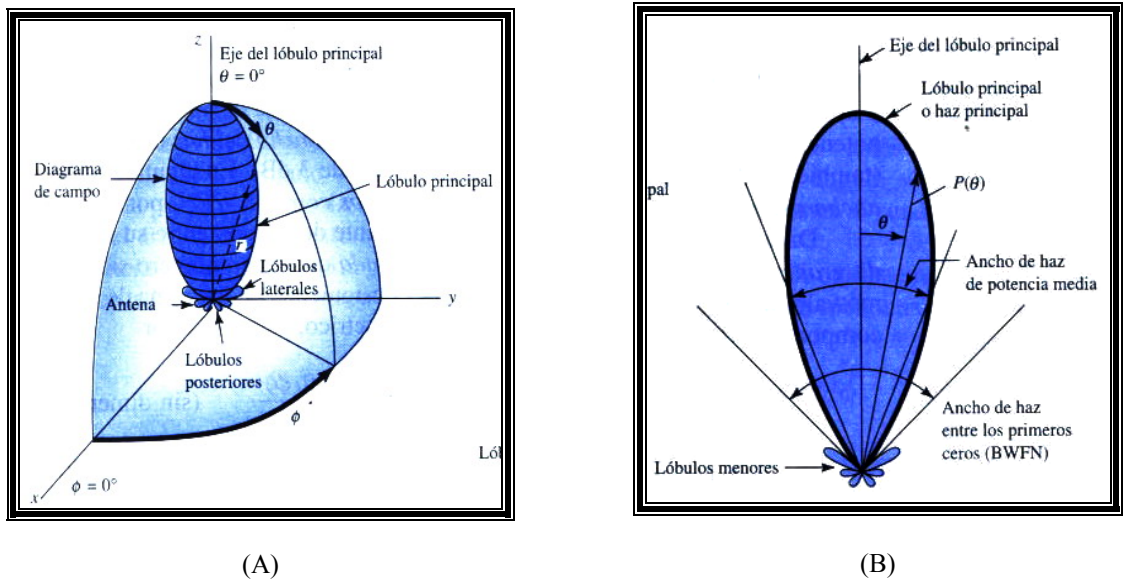 z
Eje del lóbulo principal
θ = 0°
θ
Diagrama
de campo
Lóbulo principal
r
Lóbulos
laterales
Antena
y
Lóbulos
posteriores
ϕ
x
ϕ = 0°
Lól
(A)
Eje del lóbulo principal
Lóbulo principal
o haz principal
pal
P(θ)
θ
Ancho de haz
de potencia media
Ancho de haz
entre los primeros
ceros (BWFN)
Lóbulos menores
(B)